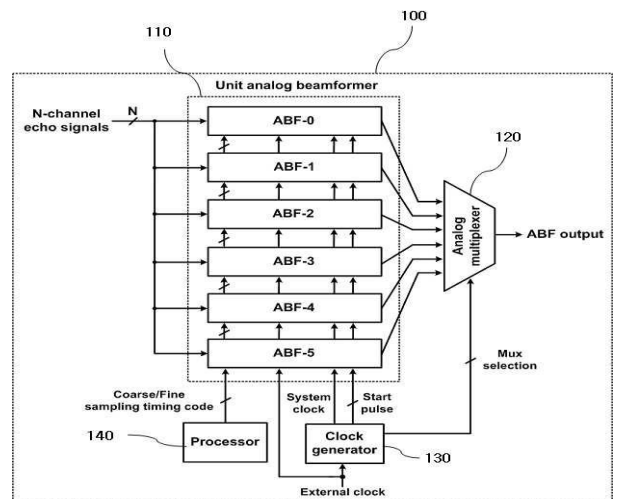 100
110
Unit analog beamformer
N-channel
echo signals
N
ABF-0
ABF-1
ABF-2
ABF-3
ABF-4
ABF-5
120
Analog
multiplexer
ABF output
Mux
selection
Coarse/Fine
sampling timing code
System
clock
Start
pulse
140
Processor
Clock
generator
130
External clock